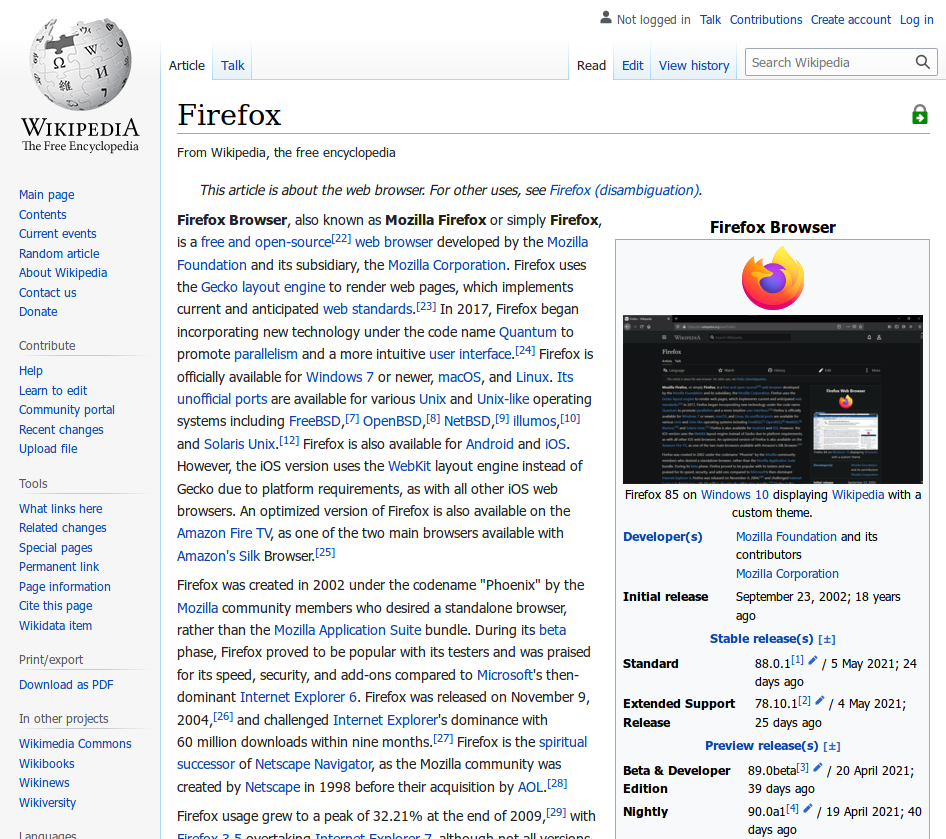 Not logged in Talk Contributions Create account Log in
Article Talk Read Edit View history Search Wikipedia
WIKIPEDIA
The Free Encyclopedia
Main page
Contents
Current events
Random article
About Wikipedia
Contact us
Donate
Contribute
Help
Learn to edit
Community portal
Recent changes
Upload file
Tools
What links here
Related changes
Special pages
Permanent link
Page information
Cite this page
Wikidata item
Print/export
Download as PDF
In other projects
Wikimedia Commons
Wikibooks
Wikinews
Wikiversity
Languages
Firefox
From Wikipedia, the free encyclopedia
This article is about the web browser. For other uses, see Firefox (disambiguation).
Firefox Browser, also known as Mozilla Firefox or simply Firefox,
is a free and open-source[22] web browser developed by the Mozilla
Foundation and its subsidiary, the Mozilla Corporation. Firefox uses
the Gecko layout engine to render web pages, which implements
current and anticipated web standards.[23] In 2017, Firefox began
incorporating new technology under the code name Quantum to
promote parallelism and a more intuitive user interface.[24] Firefox is
officially available for Windows 7 or newer, macOS, and Linux. Its
unofficial ports are available for various Unix and Unix-like operating
systems including FreeBSD,[7] OpenBSD,[8] NetBSD,[9] illumos,[10]
and Solaris Unix.[12] Firefox is also available for Android and iOS.
However, the iOS version uses the WebKit layout engine instead of
Gecko due to platform requirements, as with all other iOS web
browsers. An optimized version of Firefox is also available on the
Amazon Fire TV, as one of the two main browsers available with
Amazon's Silk Browser.[25]
Firefox was created in 2002 under the codename "Phoenix" by the
Mozilla community members who desired a standalone browser,
rather than the Mozilla Application Suite bundle. During its beta
phase, Firefox proved to be popular with its testers and was praised
for its speed, security, and add-ons compared to Microsoft's then-
dominant Internet Explorer 6. Firefox was released on November 9,
2004,[26] and challenged Internet Explorer's dominance with
60 million downloads within nine months.[27] Firefox is the spiritual
successor of Netscape Navigator, as the Mozilla community was
created by Netscape in 1998 before their acquisition by AOL.[28]
Firefox usage grew to a peak of 32.21% at the end of 2009,[29] with
Firefox 3.5 overtaking Internet Explorer 7, although not all versions
Firefox Browser
Firefox 85 on Windows 10 displaying Wikipedia with a
custom theme.
Developer(s) Mozilla Foundation and its
contributors
Mozilla Corporation
Initial release September 23, 2002; 18 years
ago
Stable release(s) [±]
Standard 88.0.1[1] / 5 May 2021; 24
days ago
Extended Support 78.10.1[2] / 4 May 2021;
Release 25 days ago
Preview release(s) [±]
Beta & Developer 89.0beta[3] / 20 April 2021;
Edition 39 days ago
Nightly 90.0a1[4] / 19 April 2021; 40
days ago